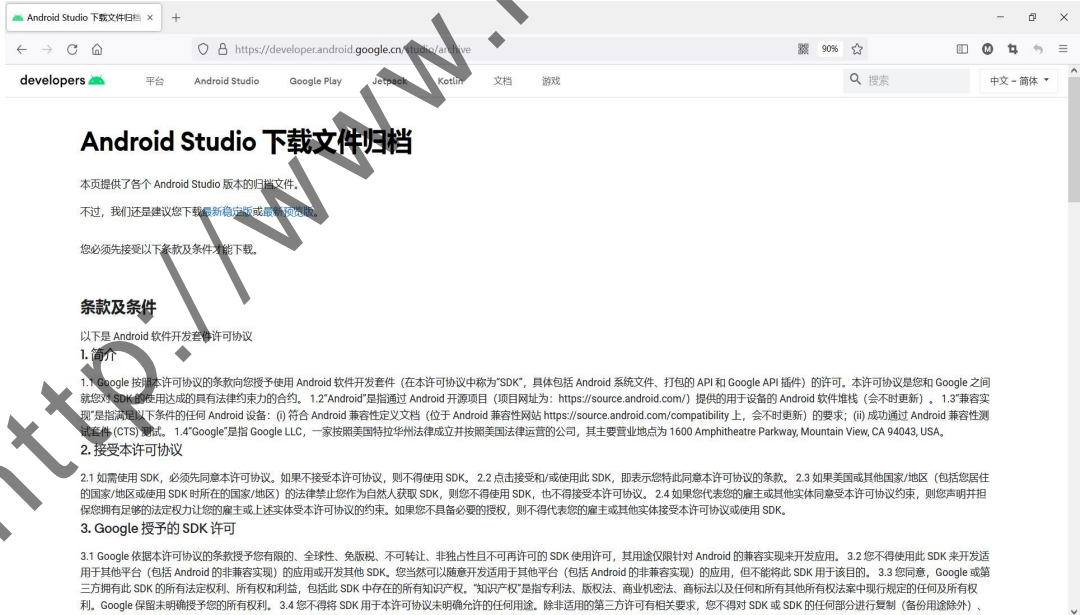 Android Studio 下载文件归档
https://developer.android.google.cn/studio/archive
90%
developers
平台 Android Studio Google Play Jetpack Kotlin 文档 游戏
搜索
中文 – 简体
Android Studio 下载文件归档
本页提供了各个 Android Studio 版本的归档文件。
不过，我们还是建议您下载最新稳定版或最新预览版。
您必须先接受以下条款及条件才能下载。
条款及条件
以下是 Android 软件开发套件许可协议
1. 简介
1.1 Google 按照本许可协议的条款向您授予使用 Android 软件开发套件（在本许可协议中称为“SDK”，具体包括 Android 系统文件、打包的 API 和 Google API 插件）的许可。本许可协议是您和 Google 之间
就您对 SDK 的使用达成的具有法律约束力的合约。 1.2“Android”是指通过 Android 开源项目（项目网址为：https://source.android.com/）提供的用于设备的 Android 软件堆栈（会不时更新）。 1.3“兼容实
现”是指满足以下条件的任何 Android 设备：(i) 符合 Android 兼容性定义文档（位于 Android 兼容性网站 https://source.android.com/compatibility 上，会不时更新）的要求；(ii) 成功通过 Android 兼容性测
试套件 (CTS) 测试。 1.4“Google”是指 Google LLC，一家按照美国特拉华州法律成立并按照美国法律运营的公司，其主要营业地点为 1600 Amphitheatre Parkway, Mountain View, CA 94043, USA。
2. 接受本许可协议
2.1 如需使用 SDK，必须先同意本许可协议。如果不接受本许可协议，则不得使用 SDK。 2.2 点击接受和/或使用此 SDK，即表示您特此同意本许可协议的条款。 2.3 如果美国或其他国家/地区（包括您居住
的国家/地区或使用 SDK 时所在的国家/地区）的法律禁止您作为自然人获取 SDK，则您不得使用 SDK，也不得接受本许可协议。 2.4 如果您代表您的雇主或其他实体同意受本许可协议约束，则您声明并担
保您拥有足够的法定权力让您的雇主或上述实体受本许可协议的约束。如果您不具备必要的授权，则不得代表您的雇主或其他实体接受本许可协议或使用 SDK。
3. Google 授予的 SDK 许可
3.1 Google 依据本许可协议的条款授予您有限的、全球性、免版税、不可转让、非独占性且不可再许可的 SDK 使用许可，其用途仅限针对 Android 的兼容实现来开发应用。 3.2 您不得使用此 SDK 来开发适
用于其他平台（包括 Android 的非兼容实现）的应用或开发其他 SDK。您当然可以随意开发适用于其他平台（包括 Android 的非兼容实现）的应用，但不能将此 SDK 用于该目的。 3.3 您同意，Google 或第
三方拥有此 SDK 的所有法定权利、所有权和利益，包括此 SDK 中存在的所有知识产权。“知识产权”是指专利法、版权法、商业机密法、商标法以及任何和所有其他所有权法案中现行规定的任何及所有权
利。Google 保留未明确授予您的所有权利。 3.4 您不得将 SDK 用于本许可协议未明确允许的任何用途。除非适用的第三方许可有相关要求，您不得对 SDK 或 SDK 的任何部分进行复制（备份用途除外）、
http://www.